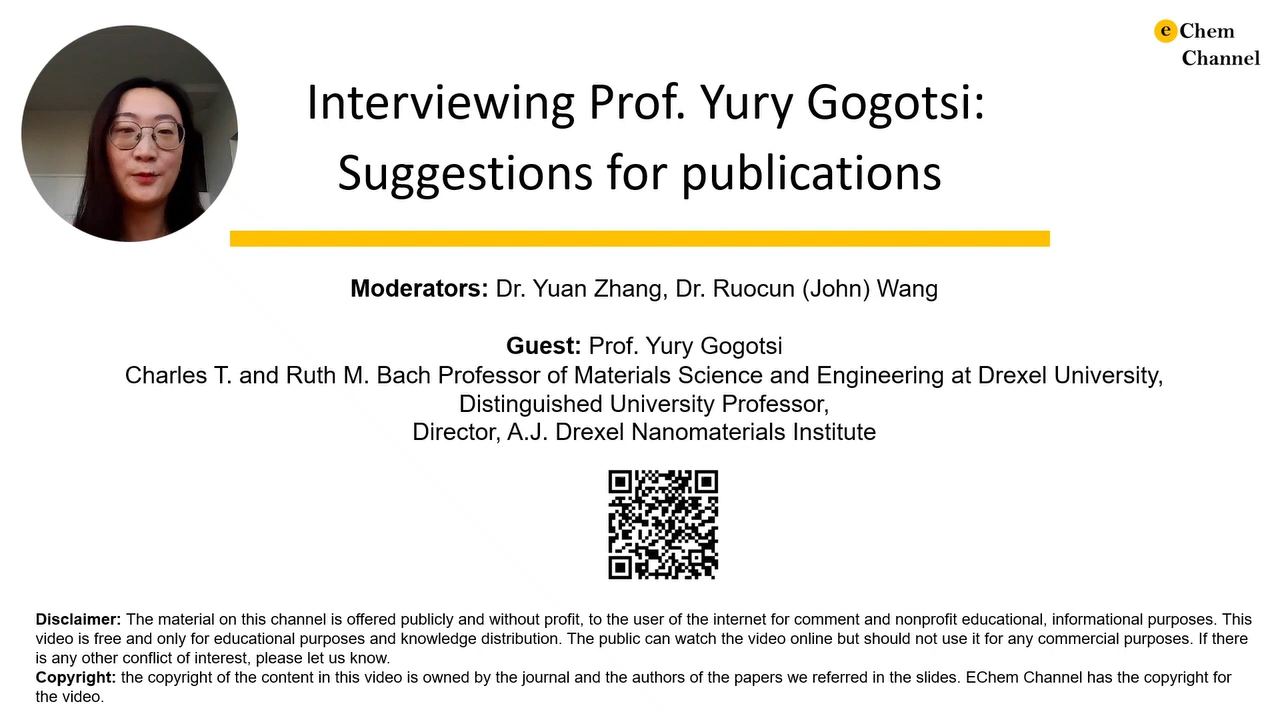 e Chem
Channel
Interviewing Prof. Yury Gogotsi:
Suggestions for publications
Moderators: Dr. Yuan Zhang, Dr. Ruocun (John) Wang
Guest: Prof. Yury Gogotsi
Charles T. and Ruth M. Bach Professor of Materials Science and Engineering at Drexel University,
Distinguished University Professor,
Director, A.J. Drexel Nanomaterials Institute
Disclaimer: The material on this channel is offered publicly and without profit, to the user of the internet for comment and nonprofit educational, informational purposes. This
video is free and only for educational purposes and knowledge distribution. The public can watch the video online but should not use it for any commercial purposes. If there
is any other conflict of interest, please let us know.
Copyright: the copyright of the content in this video is owned by the journal and the authors of the papers we referred in the slides. EChem Channel has the copyright for
the video.